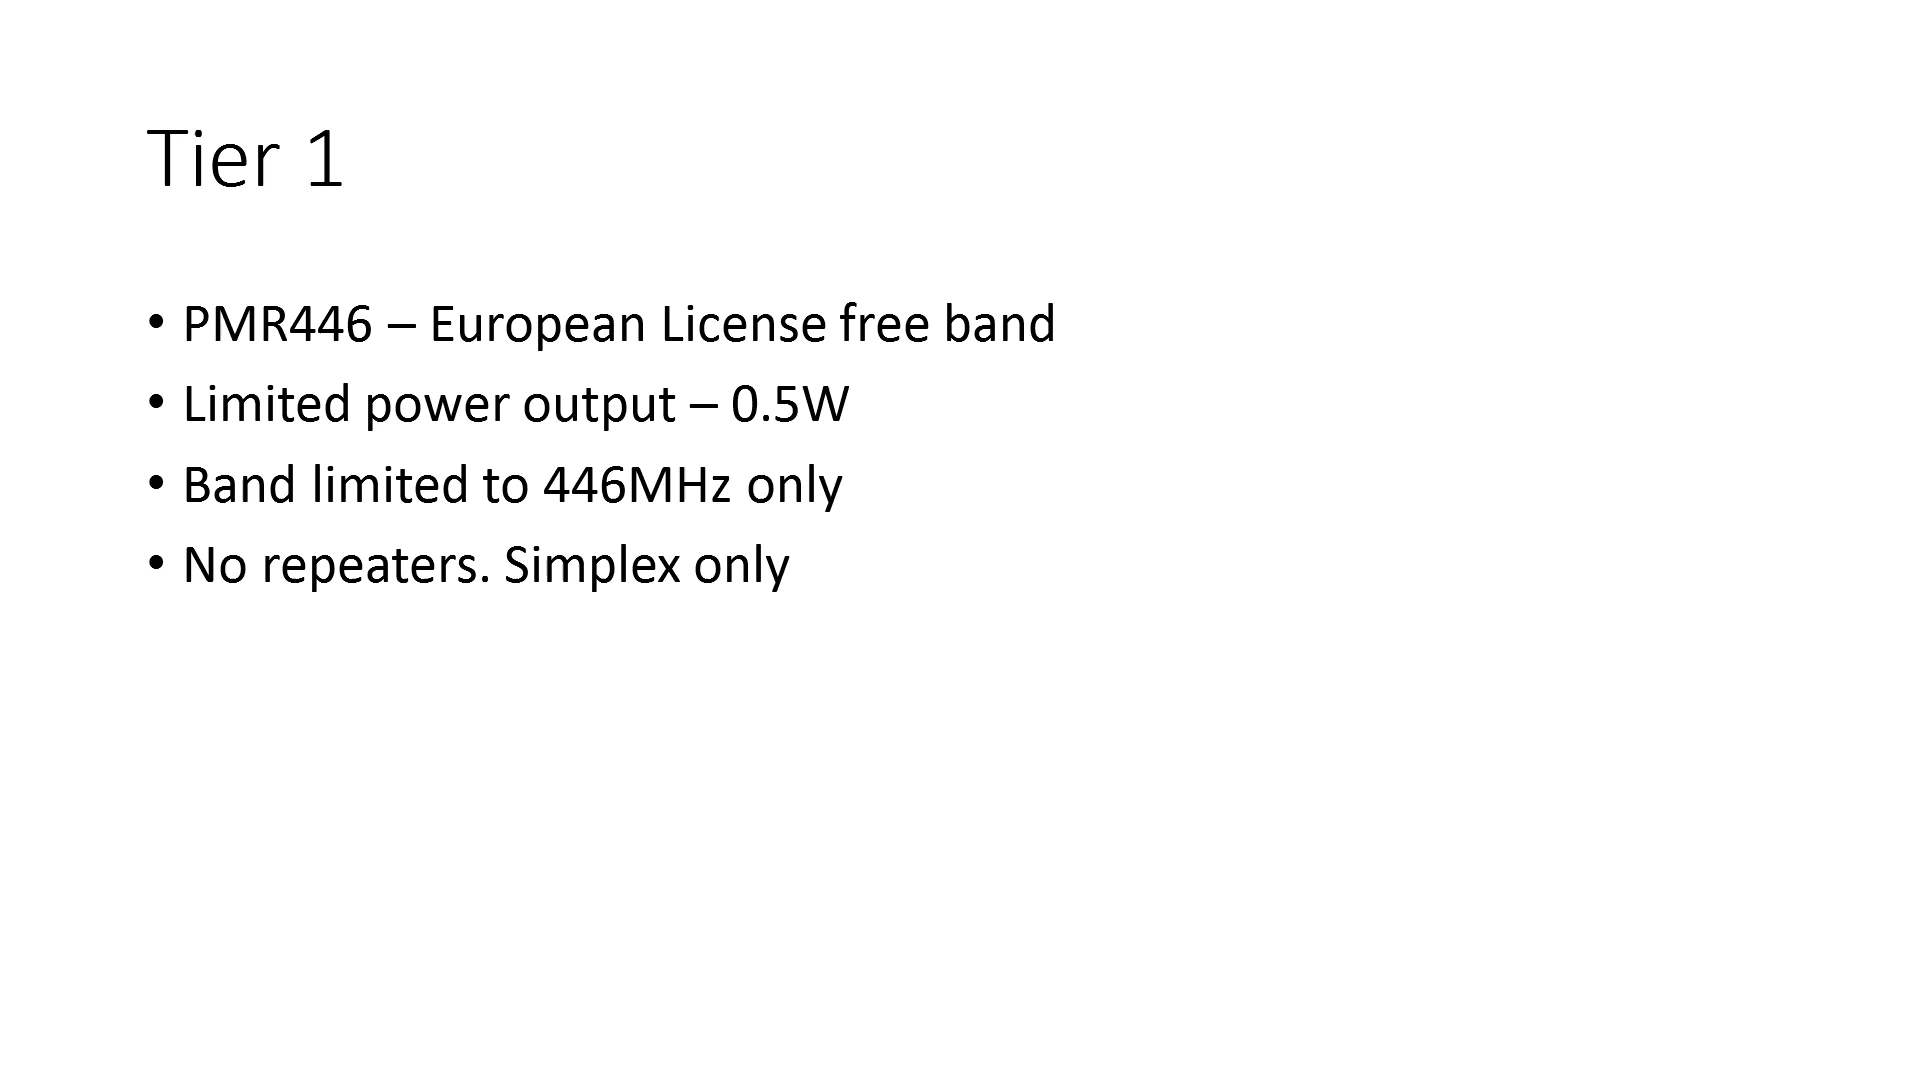 Tier 1
• PMR446 – European License free band
• Limited power output – 0.5W
• Band limited to 446MHz only
• No repeaters. Simplex only